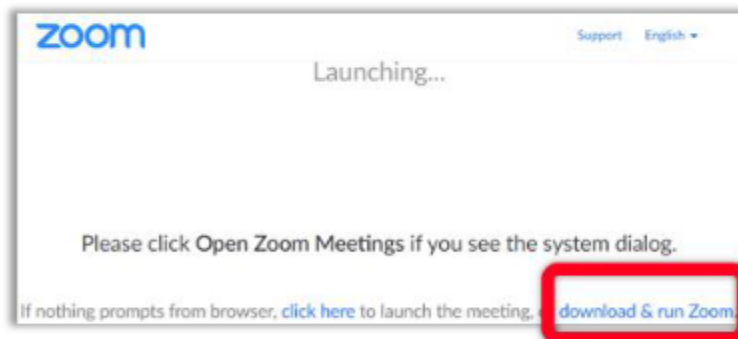 zoom
Support English
Launching...
Please click Open Zoom Meetings if you see the system dialog.
If nothing prompts from browser, click here to launch the meeting, download & run Zoom.